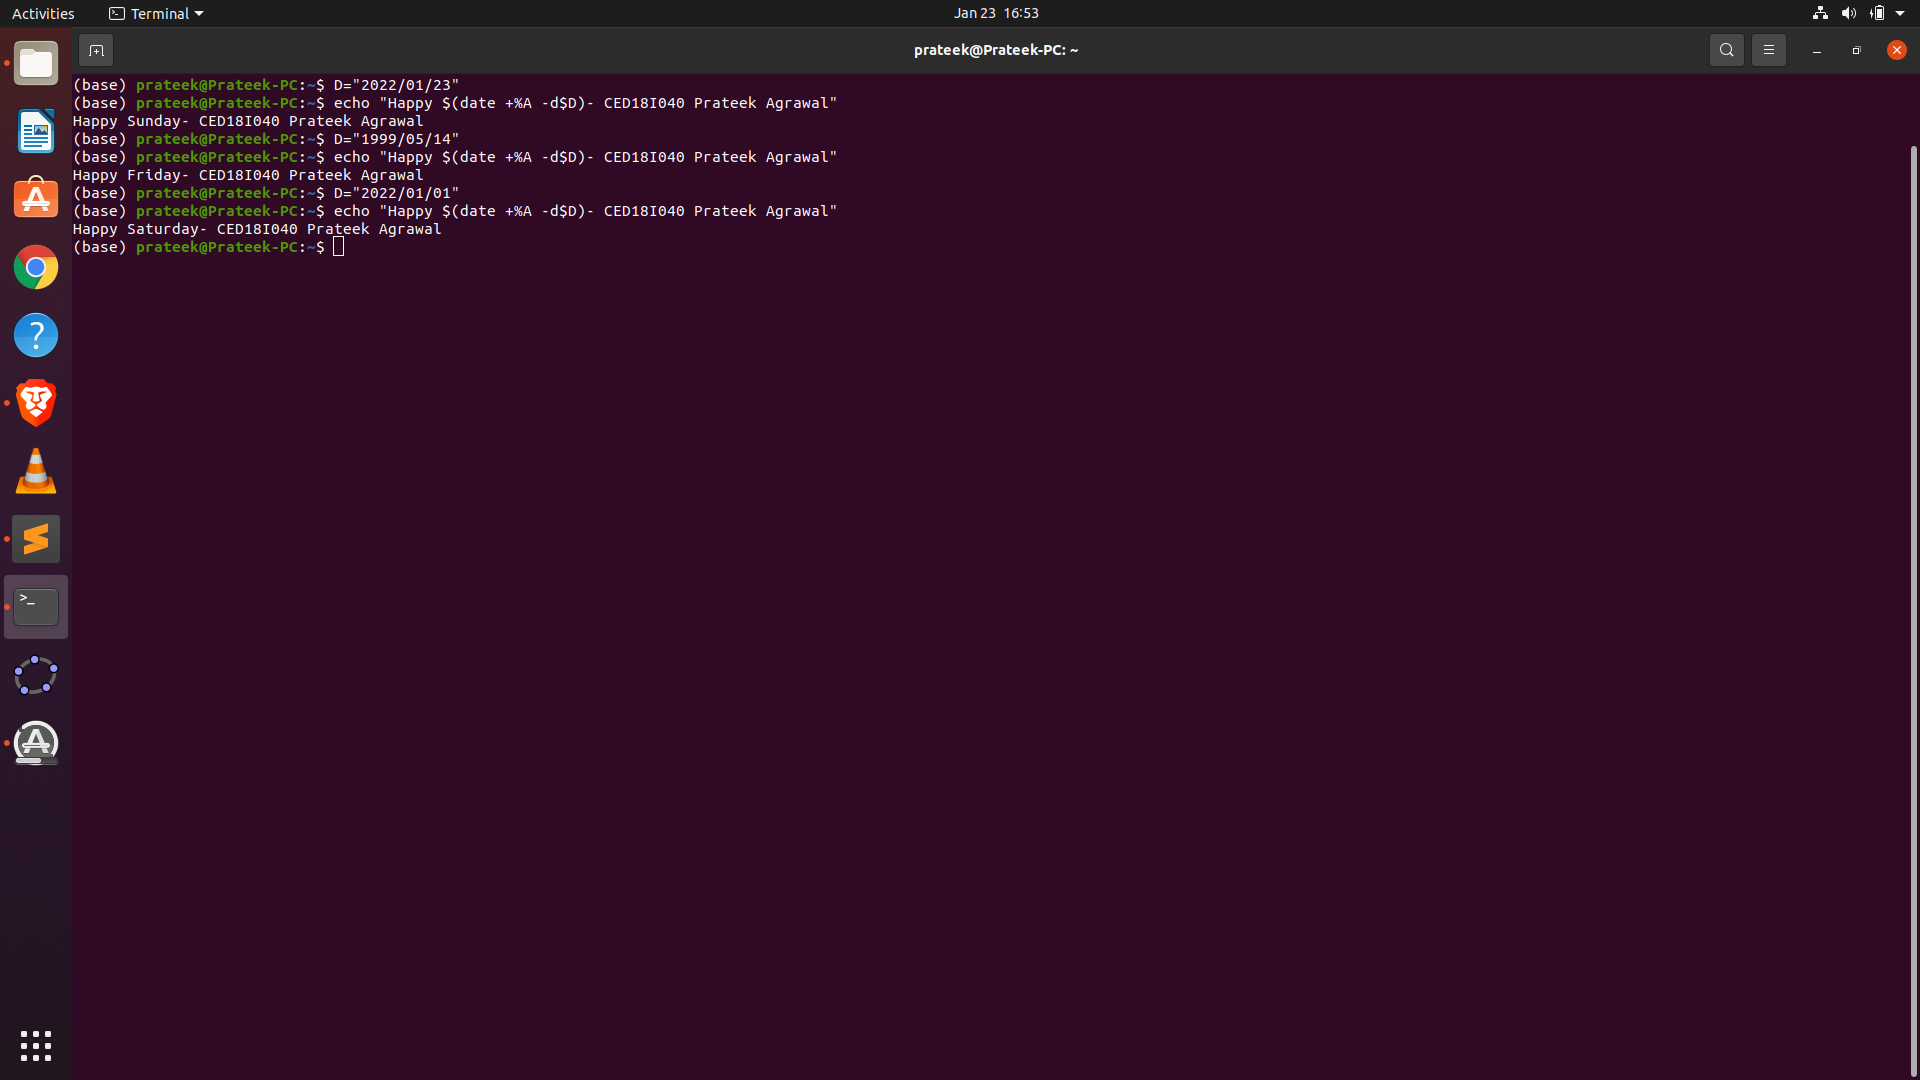 Activities Terminal Jan 23 16:53
prateek@Prateek-PC: ~
(base) prateek@Prateek-PC:~$ D="2022/01/23"
(base) prateek@Prateek-PC:~$ echo "Happy $(date +%A -d$D)- CED18I040 Prateek Agrawal"
Happy Sunday- CED18I040 Prateek Agrawal
(base) prateek@Prateek-PC:~$ D="1999/05/14"
(base) prateek@Prateek-PC:~$ echo "Happy $(date +%A -d$D)- CED18I040 Prateek Agrawal"
Happy Friday- CED18I040 Prateek Agrawal
(base) prateek@Prateek-PC:~$ D="2022/01/01"
(base) prateek@Prateek-PC:~$ echo "Happy $(date +%A -d$D)- CED18I040 Prateek Agrawal"
Happy Saturday- CED18I040 Prateek Agrawal
(base) prateek@Prateek-PC:~$